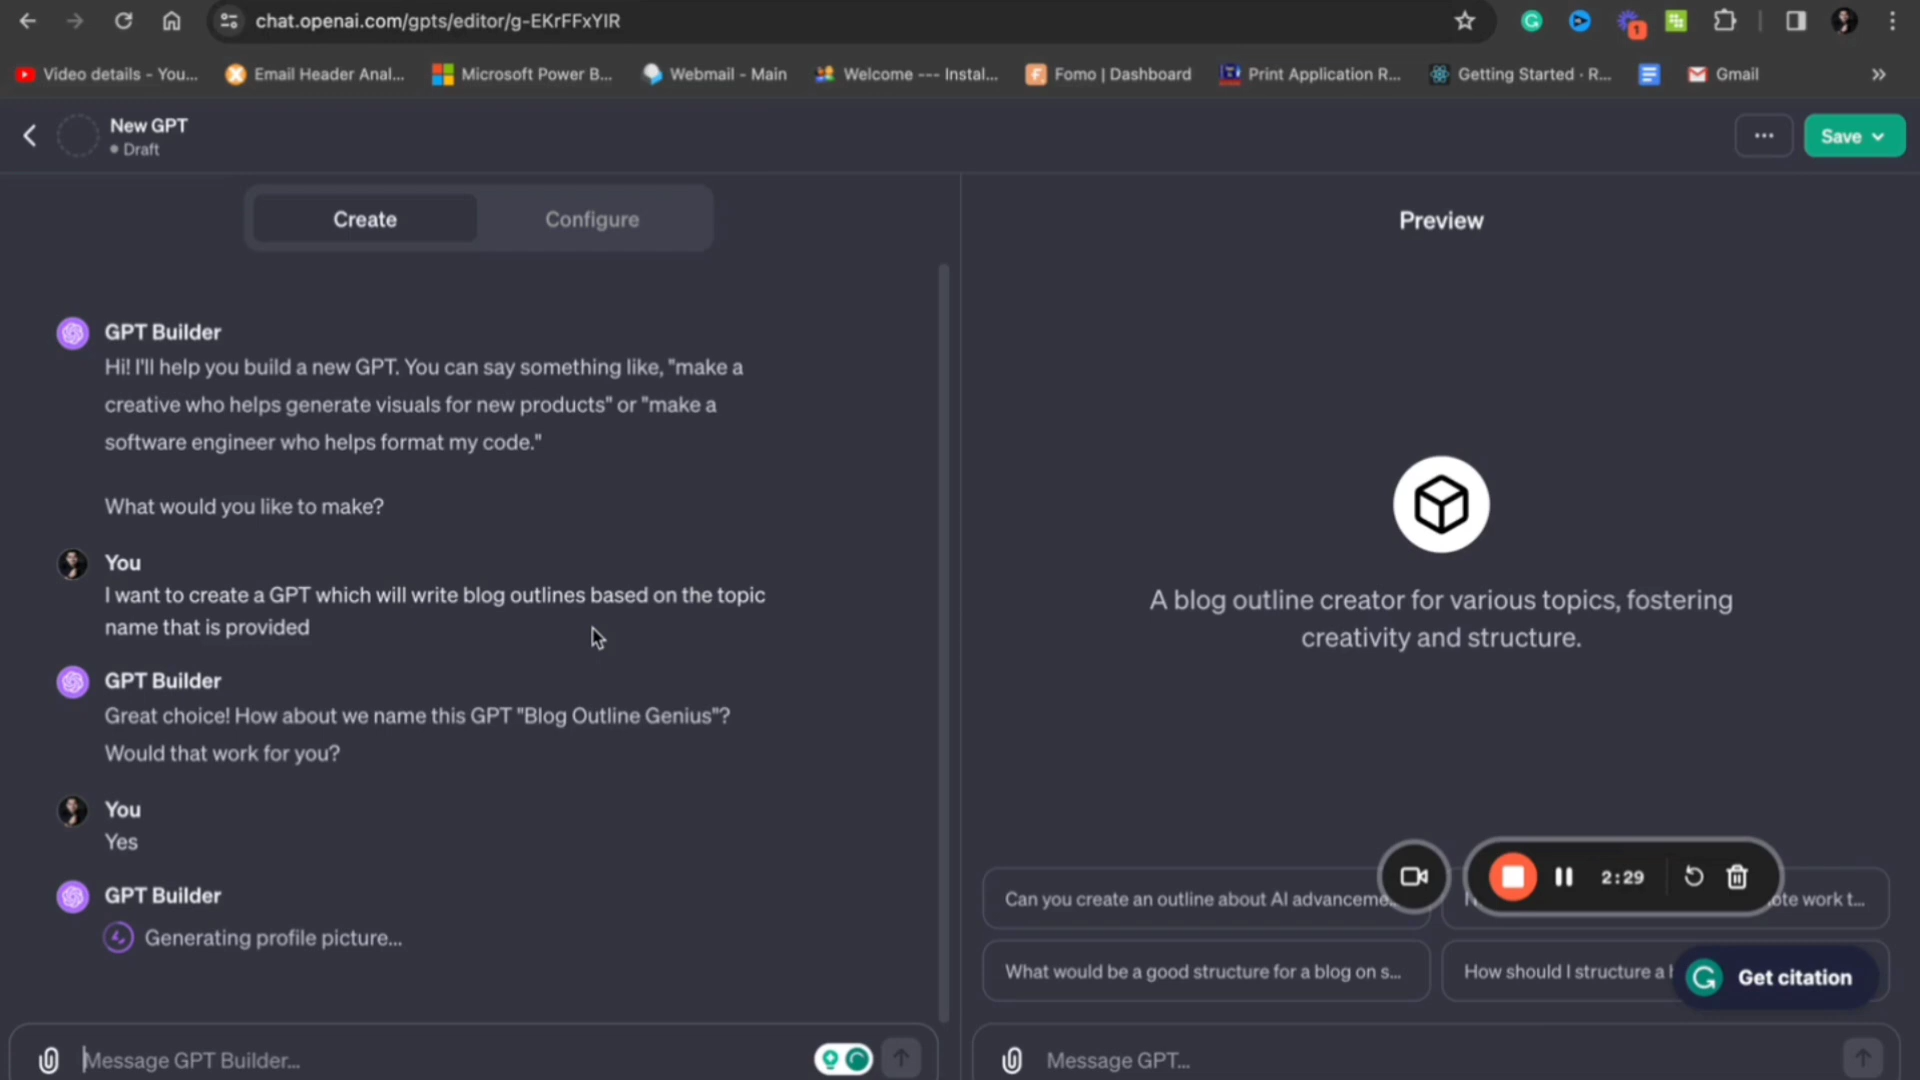 chat.openai.com/gpts/editor/g-EKrFFxYIR
1
Video details - You...
Email Header Anal...
Microsoft Power B...
Webmail - Main
Welcome --- Instal...
Fomo | Dashboard
Print Application R...
Getting Started · R...
Gmail
New GPT
Draft
Save
Create
Configure
Preview
GPT Builder
Hi! I'll help you build a new GPT. You can say something like, "make a
creative who helps generate visuals for new products" or "make a
software engineer who helps format my code."
What would you like to make?
You
I want to create a GPT which will write blog outlines based on the topic
name that is provided
GPT Builder
Great choice! How about we name this GPT "Blog Outline Genius"?
Would that work for you?
You
Yes
GPT Builder
Generating profile picture...
Message GPT Builder...
A blog outline creator for various topics, fostering
creativity and structure.
2:29
Can you create an outline about AI advanceme...
work t...
What would be a good structure for a blog on s...
How should I structure a
Get citation
Message GPT...